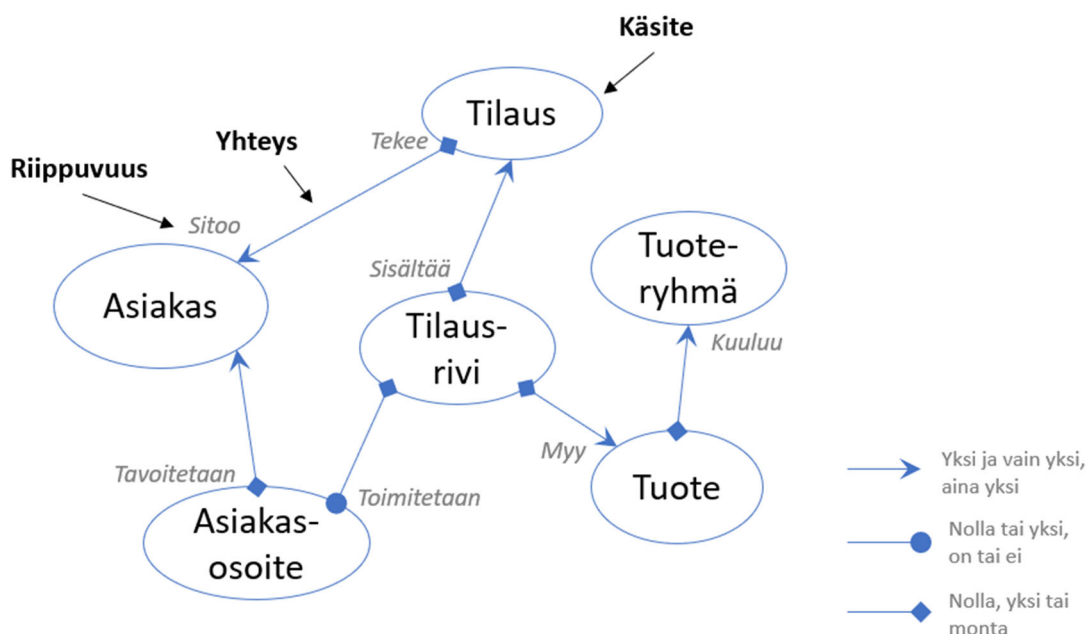 Käsite
Tilaus
Tekee
Yhteys
Riippuvuus
Sitoo
Asiakas
Sisältää
Tilaus-
rivi
Tuote-
ryhmä
Kuuluu
Myy
Tuote
Tavoitetaan
Toimitetaan
Asiakas-
osoite
Yksi ja vain yksi,
aina yksi
Nolla tai yksi,
on tai ei
Nolla, yksi tai
monta